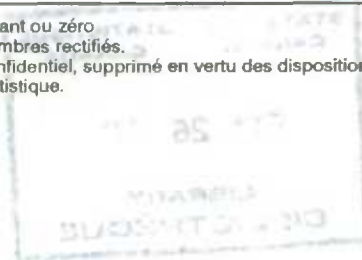 ant ou zéro
mbres rectifiés.
nfidentiel, supprimé en vertu des disposition
tistique.